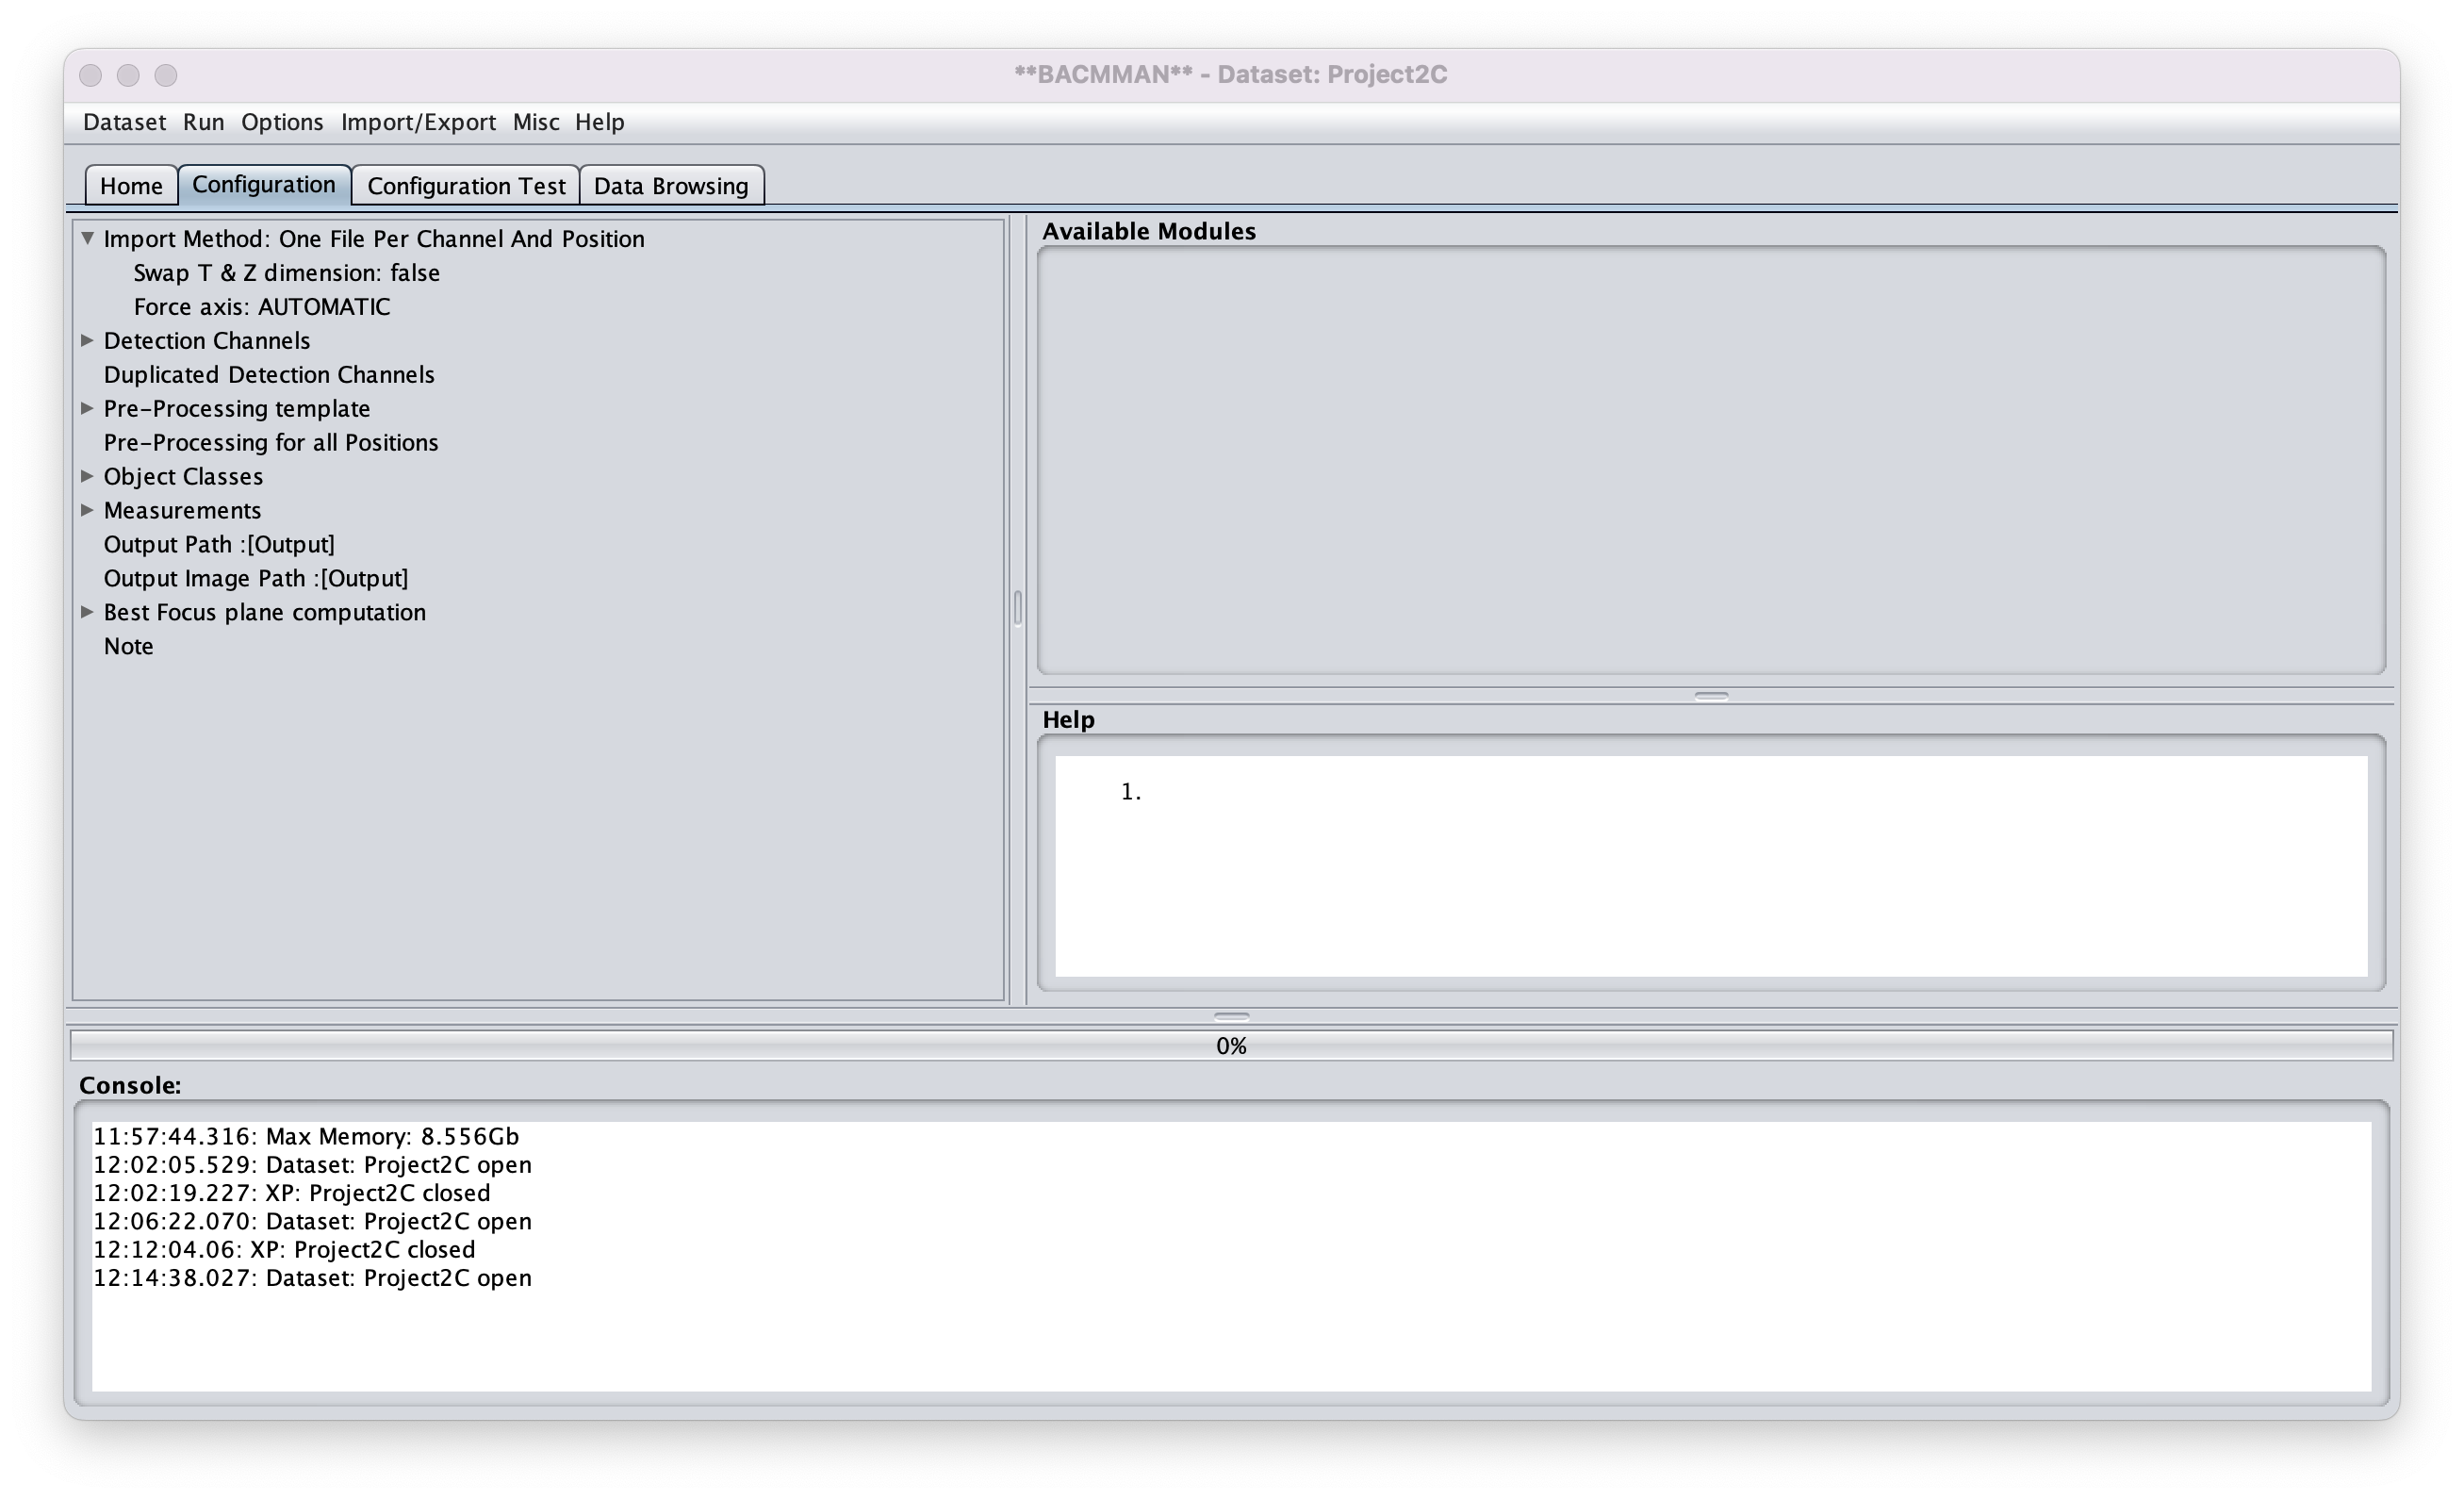 **BACMMAN** - Dataset: Project2C
Dataset Run Options Import/Export Misc Help
Home Configuration Configuration Test Data Browsing
Import Method: One File Per Channel And Position
Swap T & Z dimension: false
Force axis: AUTOMATIC
Detection Channels
Duplicated Detection Channels
Pre-Processing template
Pre-Processing for all Positions
Object Classes
Measurements
Output Path :[Output]
Output Image Path :[Output]
Best Focus plane computation
Note
Available Modules
Help
1.
0%
Console:
11:57:44.316: Max Memory: 8.556Gb
12:02:05.529: Dataset: Project2C open
12:02:19.227: XP: Project2C closed
12:06:22.070: Dataset: Project2C open
12:12:04.06: XP: Project2C closed
12:14:38.027: Dataset: Project2C open